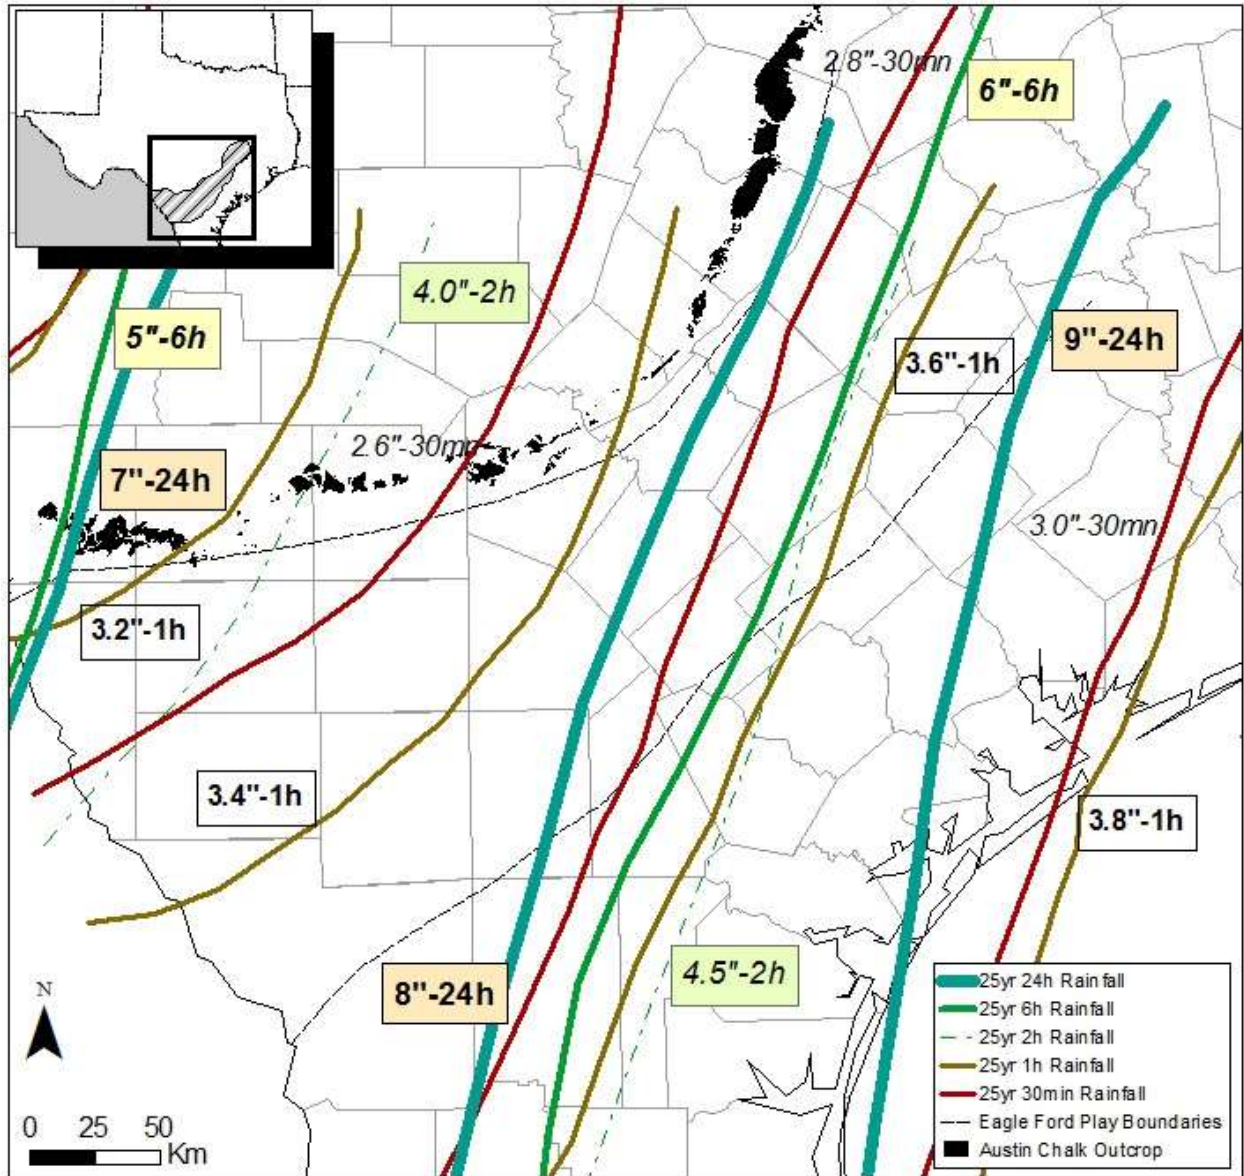 2.8"-30mn
6"-6h
4.0"-2h
5"-6h
3.6"-1h
9"-24h
2.6"-30mn
7"-24h
3.0"-30mn
3.2"-1h
3.4"-1h
3.8"-1h
4.5"-2h
8"-24h
N
0 25 50
Km
25yr 24h Rainfall
25yr 6h Rainfall
25yr 2h Rainfall
25yr 1h Rainfall
25yr 30min Rainfall
Eagle Ford Play Boundaries
Austin Chalk Outcrop